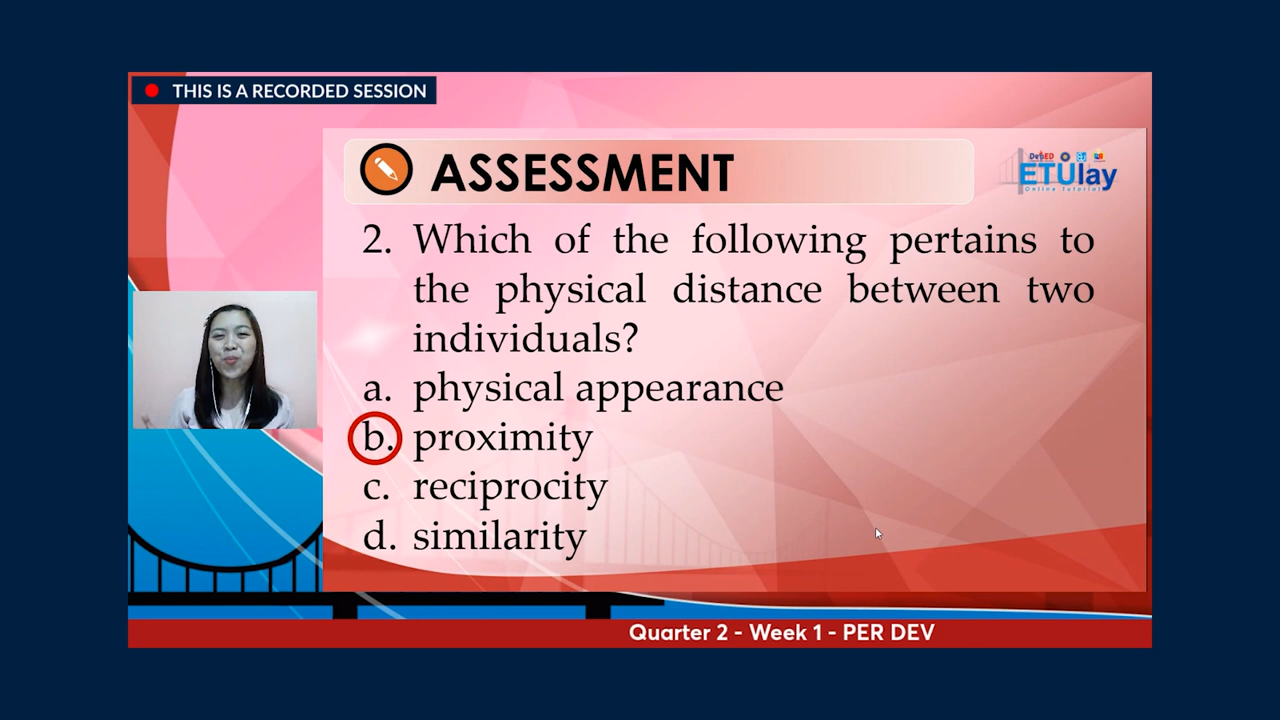 THIS IS A RECORDED SESSION
ASSESSMENT
DepED
ETUlay
Online Tutorial
2. Which of the following pertains to
the physical distance between two
individuals?
a. physical appearance
b. proximity
c. reciprocity
d. similarity
Quarter 2 - Week 1 - PER DEV